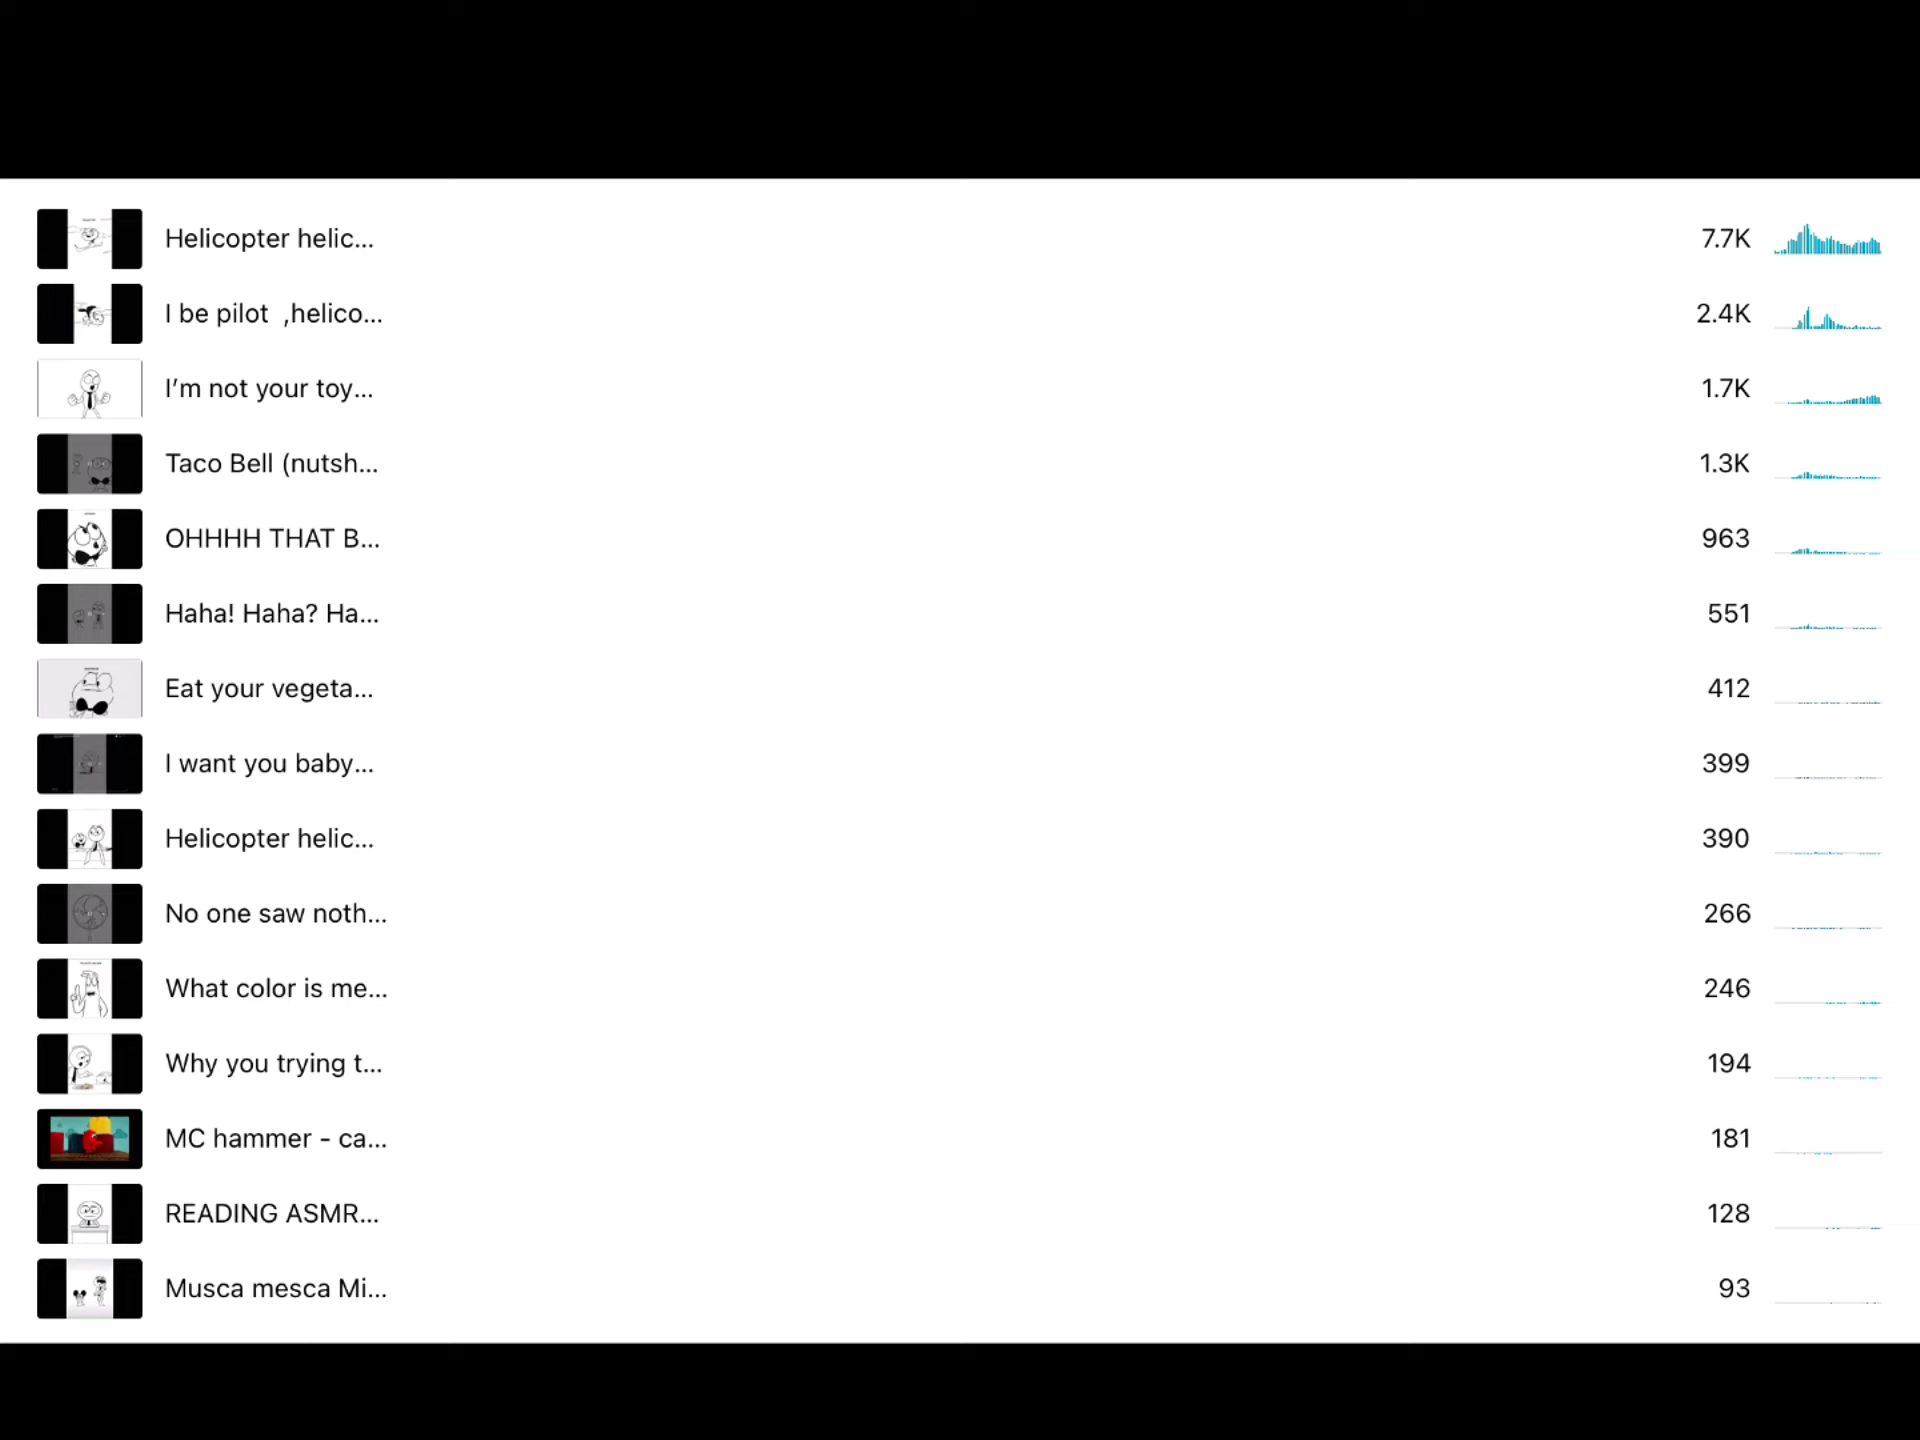 Helicopter helic... 7.7K
I be pilot ,helico... 2.4K
I’m not your toy... 1.7K
Taco Bell (nutsh... 1.3K
OHHHH THAT B... 963
Haha! Haha? Ha... 551
Eat your vegeta... 412
I want you baby... 399
Helicopter helic... 390
No one saw noth... 266
What color is me... 246
Why you trying t... 194
MC hammer - ca... 181
READING ASMR... 128
Musca mesca Mi... 93